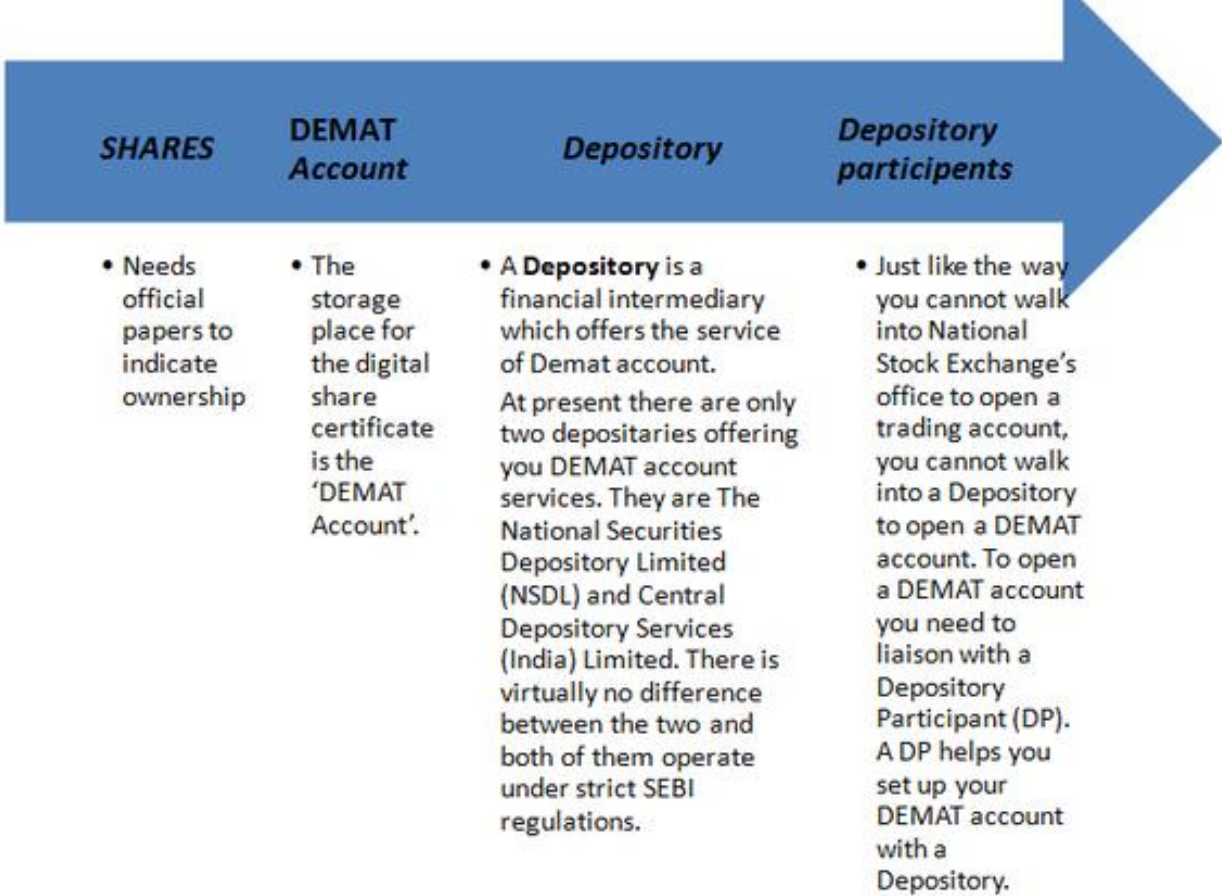 SHARES
DEMAT
Account
Depository
Depository
participents
• Needs
official
papers to
indicate
ownership
• The
storage
place for
the digital
share
certificate
is the
‘DEMAT
Account’.
• A Depository is a
financial intermediary
which offers the service
of Demat account.
At present there are only
two depositaries offering
you DEMAT account
services. They are The
National Securities
Depository Limited
(NSDL) and Central
Depository Services
(India) Limited. There is
virtually no difference
between the two and
both of them operate
under strict SEBI
regulations.
• Just like the way
you cannot walk
into National
Stock Exchange’s
office to open a
trading account,
you cannot walk
into a Depository
to open a DEMAT
account. To open
a DEMAT account
you need to
liaison with a
Depository
Participant (DP).
A DP helps you
set up your
DEMAT account
with a
Depository.